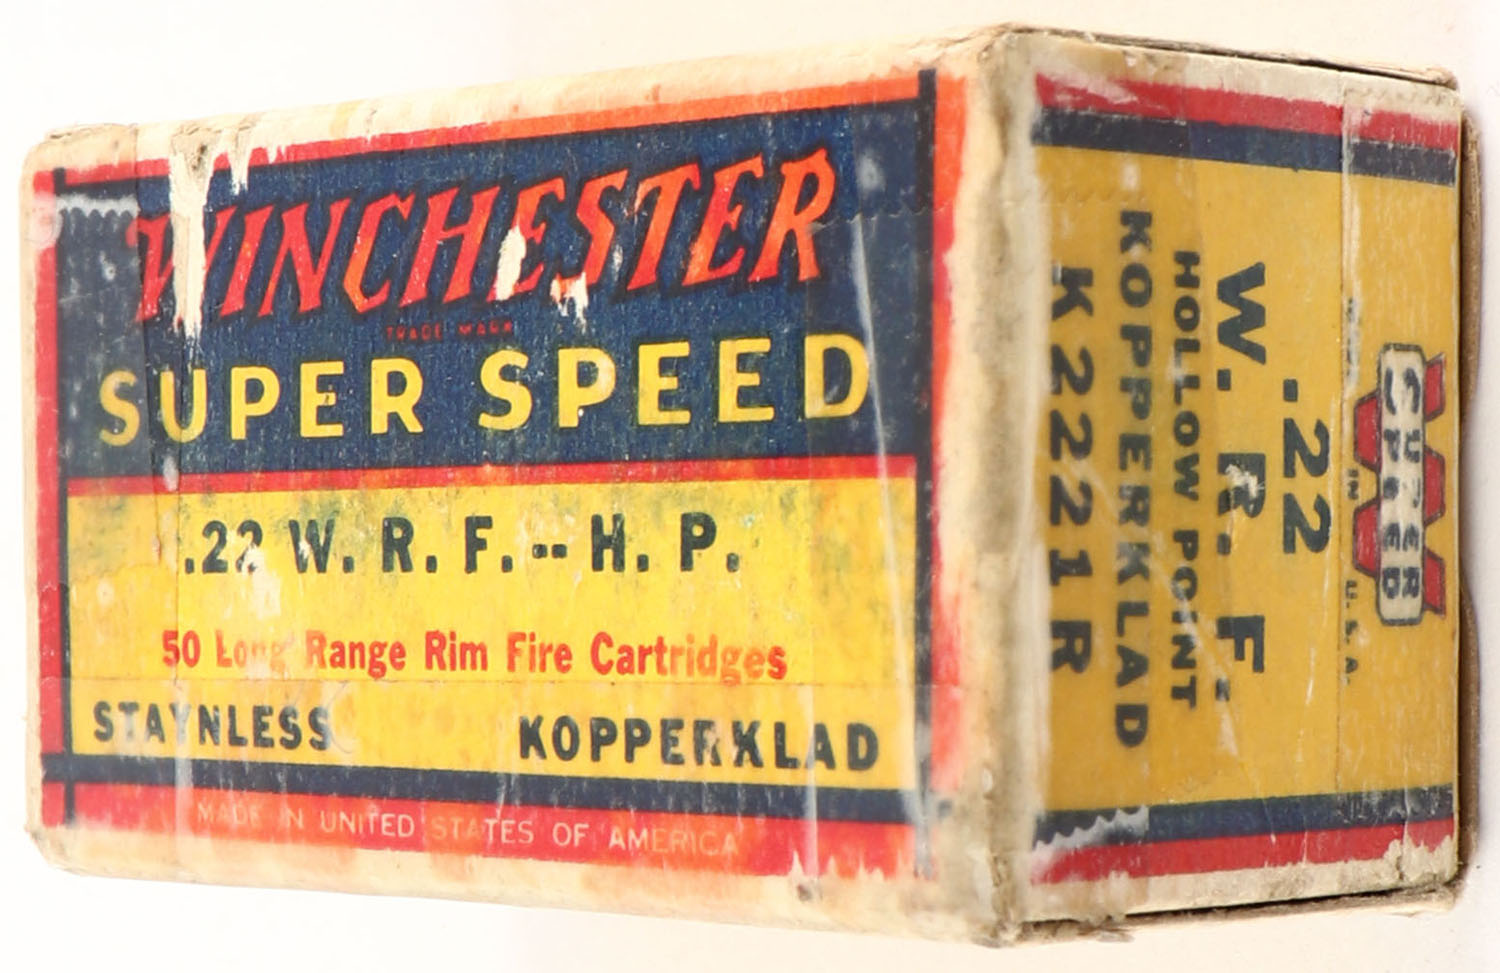 WINCHESTER
TRADE MARK
SUPER SPEED
.22 W. R. F. -- H. P.
50 Long Range Rim Fire Cartridges
STAYNLESS KOPPERKLAD
MADE IN UNITED STATES OF AMERICA
W
SUPER
SPEED
IN U.S.A.
.22
W. R. F.
HOLLOW POINT
KOPPERKLAD
K2221R